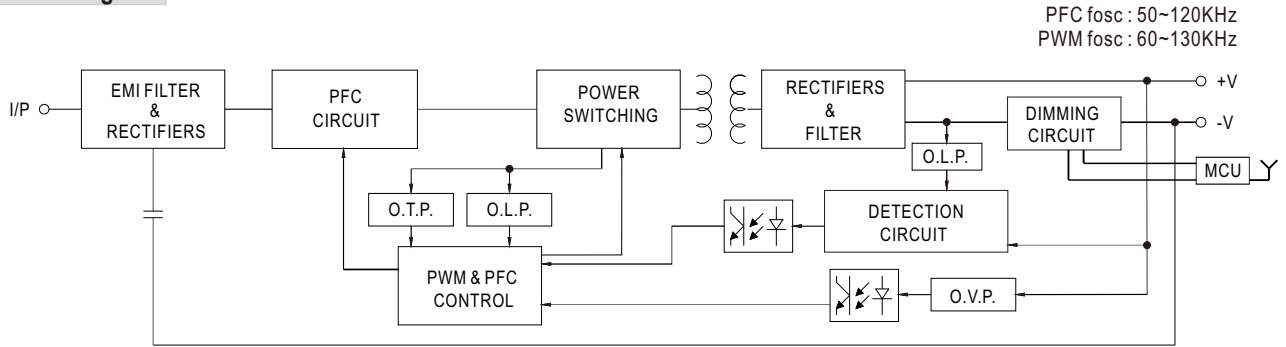 PFC fosc : 50~120KHz
PWM fosc : 60~130KHz
I/P
EMI FILTER
&
RECTIFIERS
PFC
CIRCUIT
POWER
SWITCHING
RECTIFIERS
&
FILTER
DIMMING
CIRCUIT
+V
-V
MCU
O.L.P.
O.T.P.
O.L.P.
DETECTION
CIRCUIT
PWM & PFC
CONTROL
O.V.P.